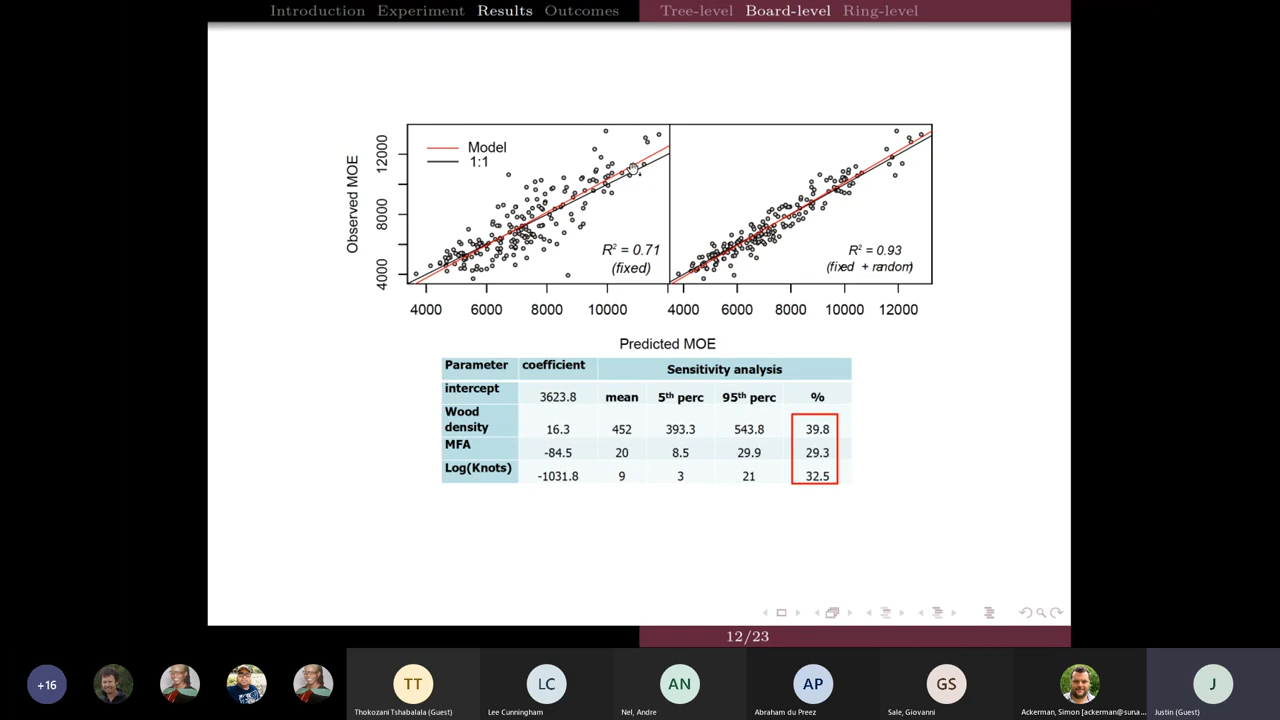 Introduction Experiment Results Outcomes Tree-level Board-level Ring-level
Observed MOE
4000 8000 12000
Model
1:1
R² = 0.71
(fixed)
R² = 0.93
(fixed + random)
4000 6000 8000 10000 4000 6000 8000 10000 12000
Predicted MOE
Parameter coefficient Sensitivity analysis
intercept 3623.8 mean 5th perc 95th perc %
Wood density 16.3 452 393.3 543.8 39.8
MFA -84.5 20 8.5 29.9 29.3
Log(Knots) -1031.8 9 3 21 32.5
12/23
+16 TT LC AN AP GS J
Thokozani Tshabalala (Guest) Lee Cunningham Nel, Andre Abraham du Preez Sale, Giovanni Ackerman, Simon [ackerman@suna... Justin (Guest)